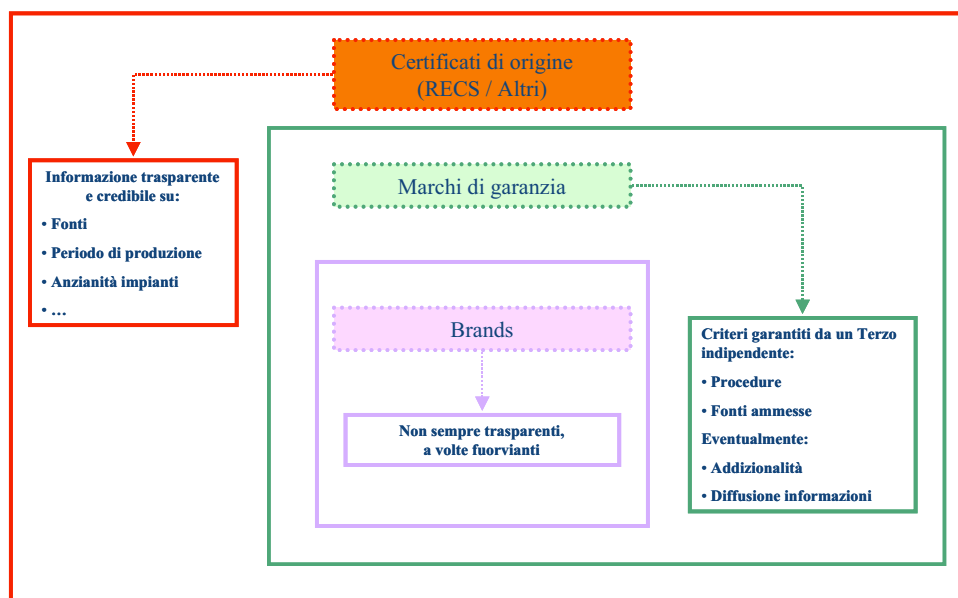 Certificati di origine
(RECS / Altri)
Informazione trasparente
e credibile su:
• Fonti
• Periodo di produzione
• Anzianità impianti
• …
Marchi di garanzia
Brands
Non sempre trasparenti,
a volte fuorvianti
Criteri garantiti da un Terzo
indipendente:
• Procedure
• Fonti ammesse
Eventualmente:
• Addizionalità
• Diffusione informazioni